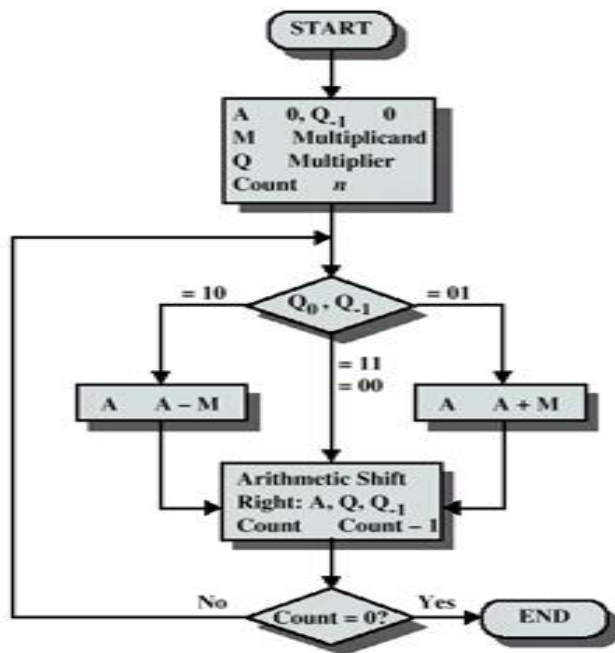 START
A 0, Q-1 0
M Multiplicand
Q Multiplier
Count n
= 10
Q0 , Q-1
= 01
= 11
= 00
A A – M
A A + M
Arithmetic Shift
Right: A, Q, Q-1
Count Count – 1
No
Count = 0?
Yes
END